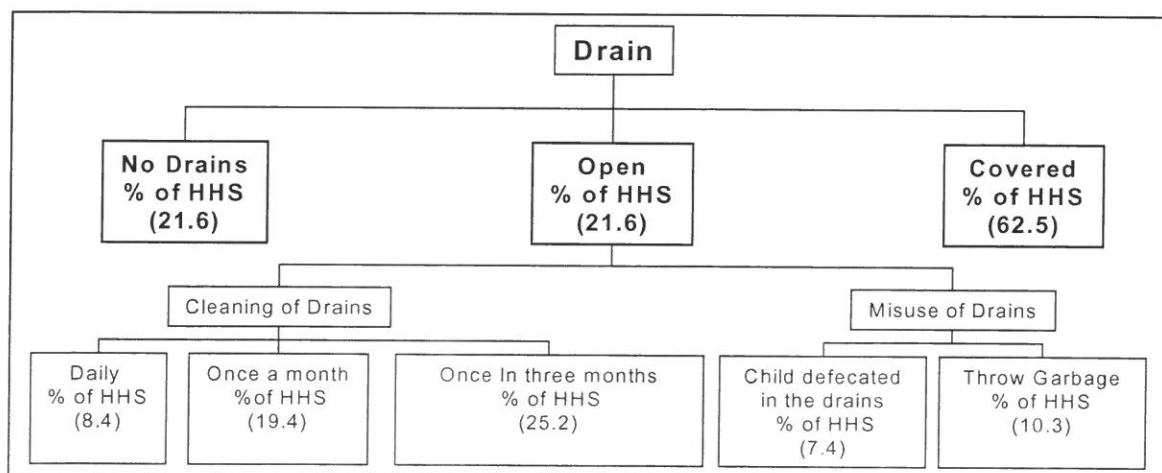 Drain
No Drains
% of HHS
(21.6)
Open
% of HHS
(21.6)
Covered
% of HHS
(62.5)
Cleaning of Drains
Misuse of Drains
Daily
% of HHS
(8.4)
Once a month
%of HHS
(19.4)
Once In three months
% of HHS
(25.2)
Child defecated
in the drains
% of HHS
(7.4)
Throw Garbage
% of HHS
(10.3)